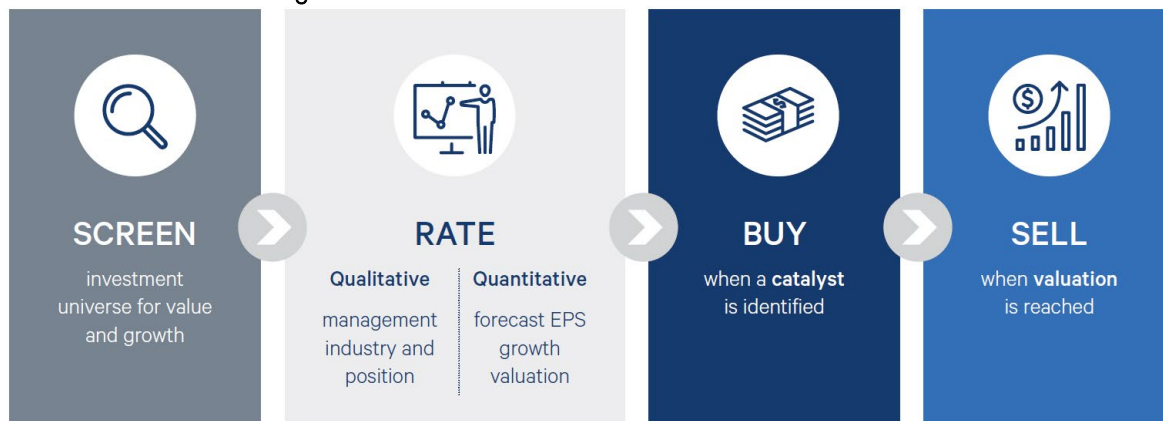 SCREEN
investment
universe for value
and growth
RATE
Qualitative
management
industry and
position
Quantitative
forecast EPS
growth
valuation
BUY
when a catalyst
is identified
SELL
when valuation
is reached